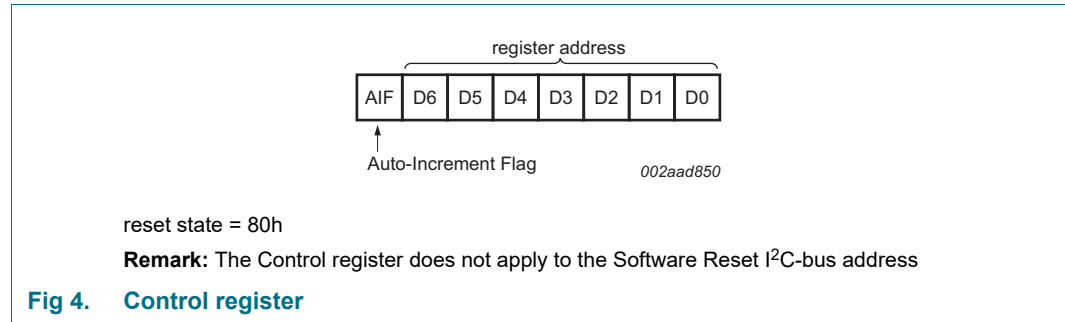 register address
AIF D6 D5 D4 D3 D2 D1 D0
Auto-Increment Flag
002aad850
reset state = 80h
Remark: The Control register does not apply to the Software Reset I²C-bus address
Fig 4. Control register